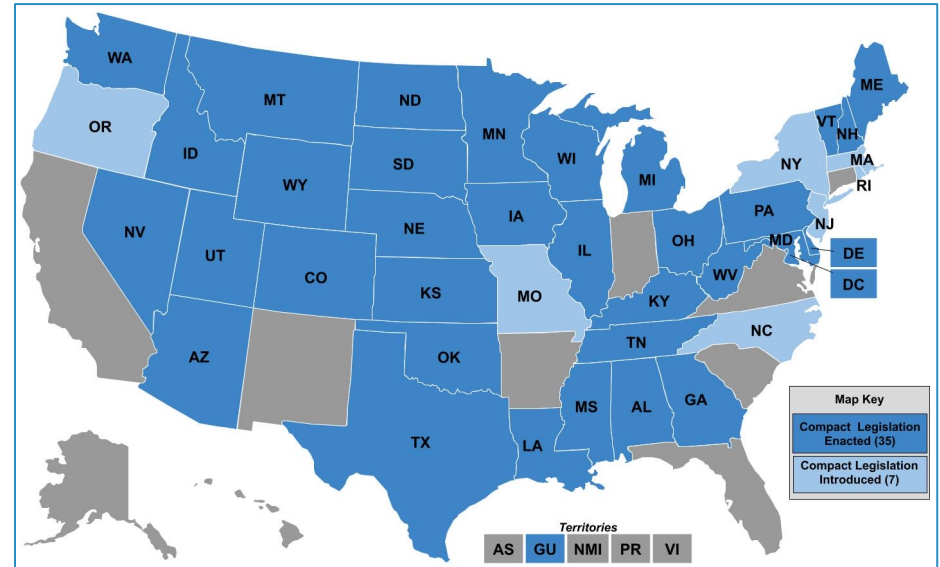 WA
ME
MT
ND
VT
NH
MN
OR
MA
ID
WI
NY
SD
RI
WY
MI
PA
IA
NJ
NE
NV
OH
MD
IL
DE
UT
WV
CO
DC
KS
MO
KY
NC
TN
AZ
OK
MS
AL
GA
Map Key
Compact Legislation
Enacted (35)
TX
LA
Compact Legislation
Introduced (7)
Territories
AS GU NMI PR VI